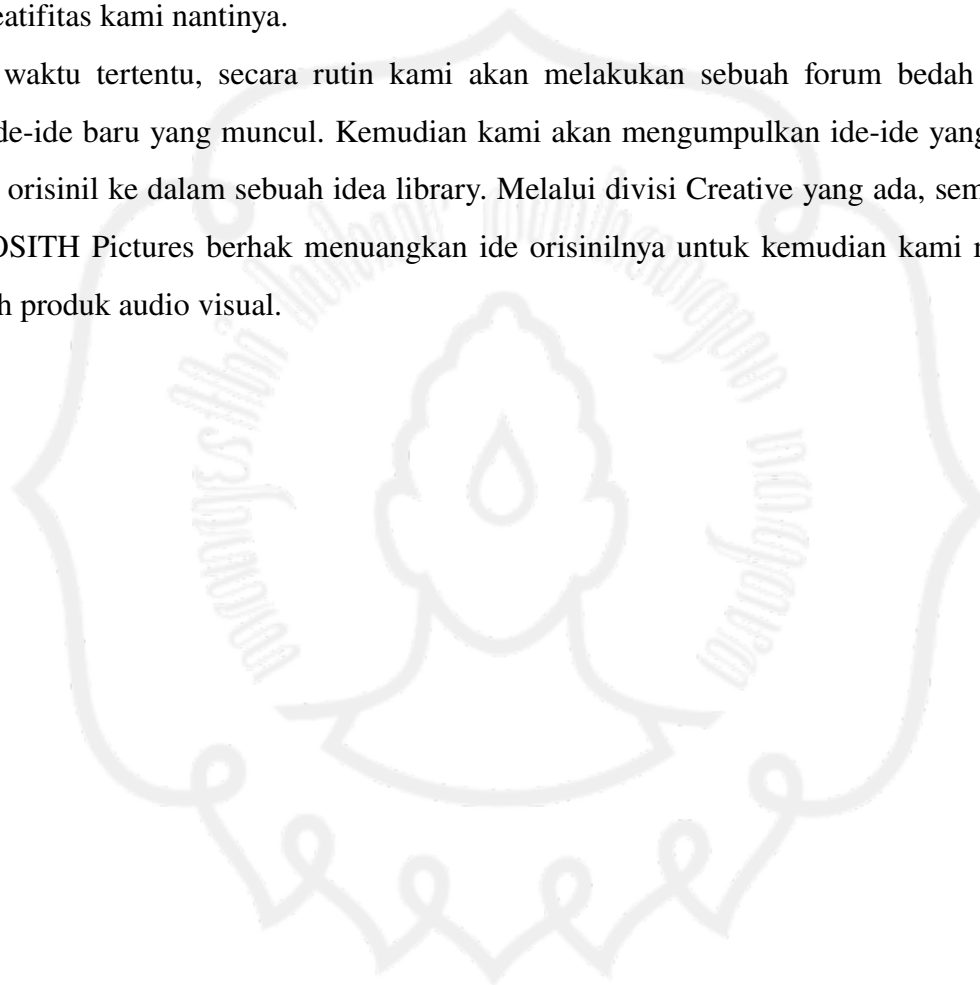 eatifitas kami nantinya.
waktu tertentu, secara rutin kami akan melakukan sebuah forum bedah
de-ide baru yang muncul. Kemudian kami akan mengumpulkan ide-ide yang
orisinil ke dalam sebuah idea library. Melalui divisi Creative yang ada, sem
OSITH Pictures berhak menuangkan ide orisinilnya untuk kemudian kami
h produk audio visual.